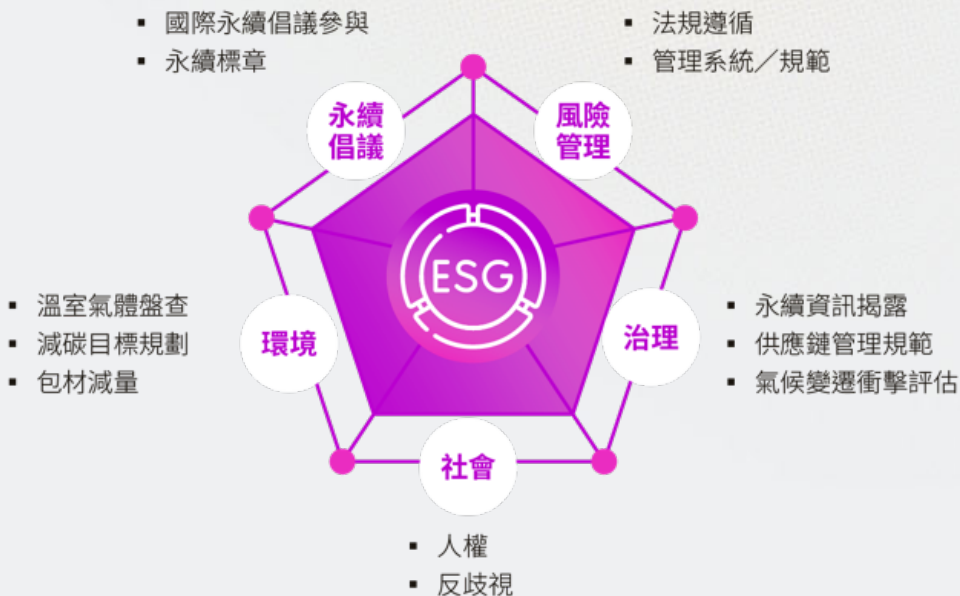 國際永續倡議參與
永續標章
法規遵循
管理系統／規範
永續
倡議
風險
管理
ESG
溫室氣體盤查
減碳目標規劃
包材減量
環境
治理
永續資訊揭露
供應鏈管理規範
氣候變遷衝擊評估
社會
人權
反歧視